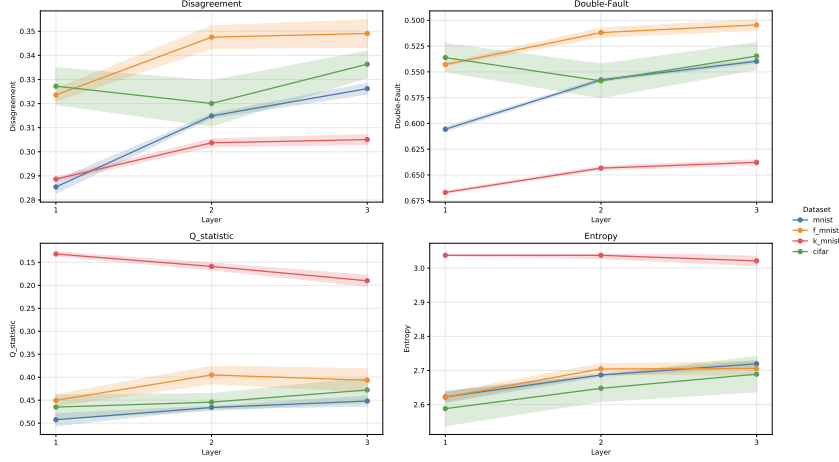 Disagreement
Disagreement
0.35
0.34
0.33
0.32
0.31
0.30
0.29
0.28
1
2
3
Layer
Double-Fault
Double-Fault
0.500
0.525
0.550
0.575
0.600
0.625
0.650
0.675
1
2
3
Layer
Q_statistic
Q_statistic
0.15
0.20
0.25
0.30
0.35
0.40
0.45
0.50
1
2
3
Layer
Entropy
Entropy
3.0
2.9
2.8
2.7
2.6
1
2
3
Layer
Dataset
mnist
f_mnist
k_mnist
cifar